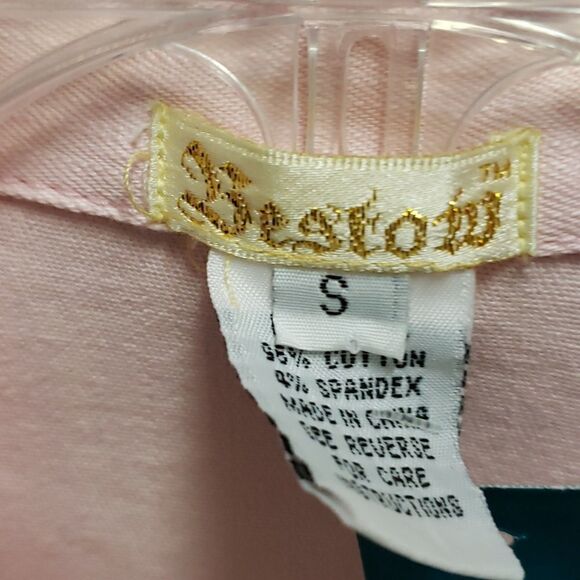 Bestow™
S
96% COTTON
4% SPANDEX
MADE IN CHINA
SEE REVERSE
FOR CARE
INSTRUCTIONS